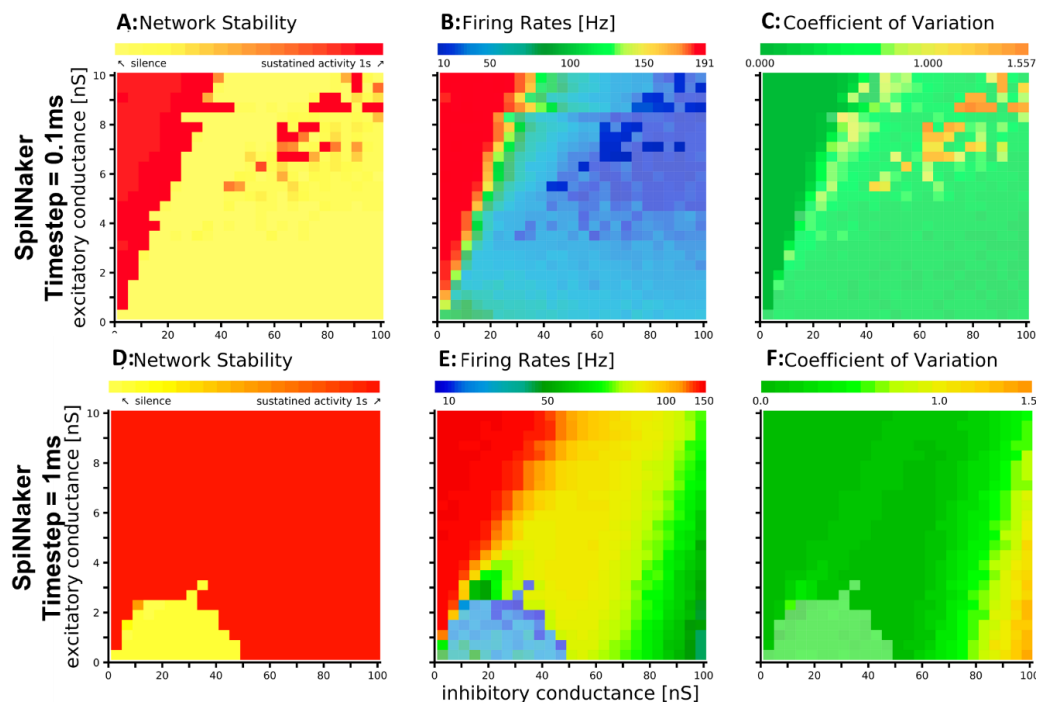 A:Network Stability
B:Firing Rates [Hz]
C:Coefficient of Variation
↖ silence sustatined activity 1s ↗
10 50 100 150 191
0.000 1.000 1.557
SpiNNaker
Timestep = 0.1ms
excitatory conductance [nS]
10
8
6
4
2
0
0 20 40 60 80 100
0 20 40 60 80 100
0 20 40 60 80 100
D:Network Stability
E:Firing Rates [Hz]
F:Coefficient of Variation
↖ silence sustatined activity 1s ↗
10 50 100 150
0.0 1.0 1.5
SpiNNaker
Timestep = 1ms
excitatory conductance [nS]
10
8
6
4
2
0
0 20 40 60 80 100
0 20 40 60 80 100
0 20 40 60 80 100
inhibitory conductance [nS]